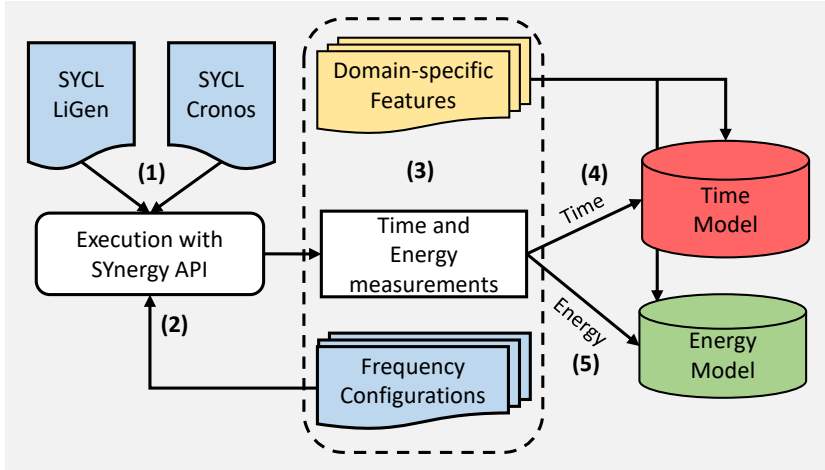 SYCL
LiGen
SYCL
Cronos
(1)
Execution with
SYnergy API
(2)
Domain-specific
Features
(3)
Time and
Energy
measurements
Frequency
Configurations
(4)
Time
Energy
(5)
Time
Model
Energy
Model